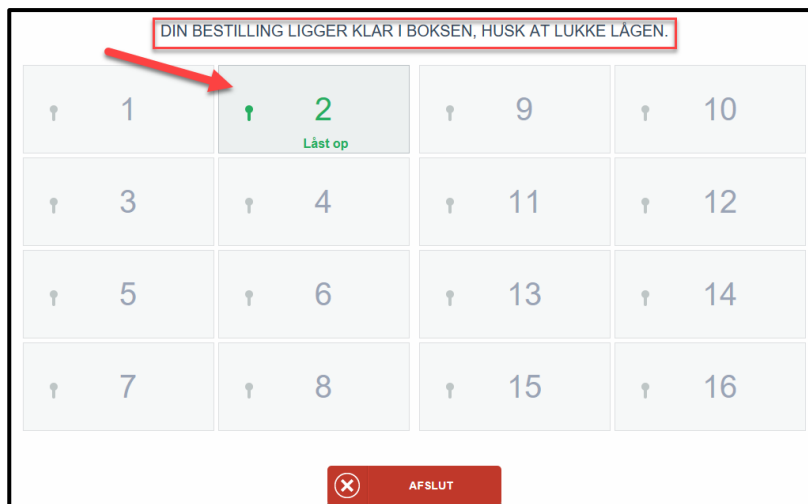 DIN BESTILLING LIGGER KLAR I BOKSEN, HUSK AT LUKKE LÅGEN.
1 2 9 10
Låst op
3 4 11 12
5 6 13 14
7 8 15 16
AFSLUT